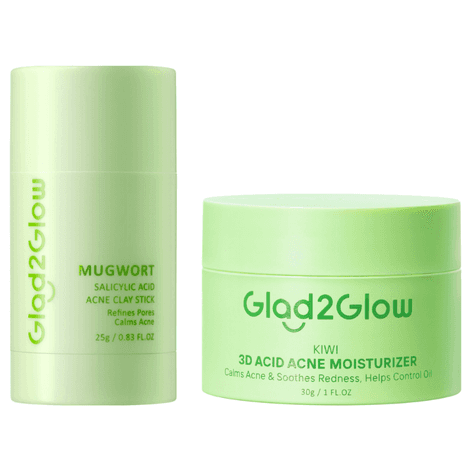 Glad2Glow
MUGWORT
SALICYLIC ACID
ACNE CLAY STICK
Refines Pores
Calms Acne
25g / 0.83 FL.OZ
Glad2Glow
KIWI
3D ACID ACNE MOISTURIZER
Calms Acne & Soothes Redness, Helps Control Oil
30g / 1 FL.OZ